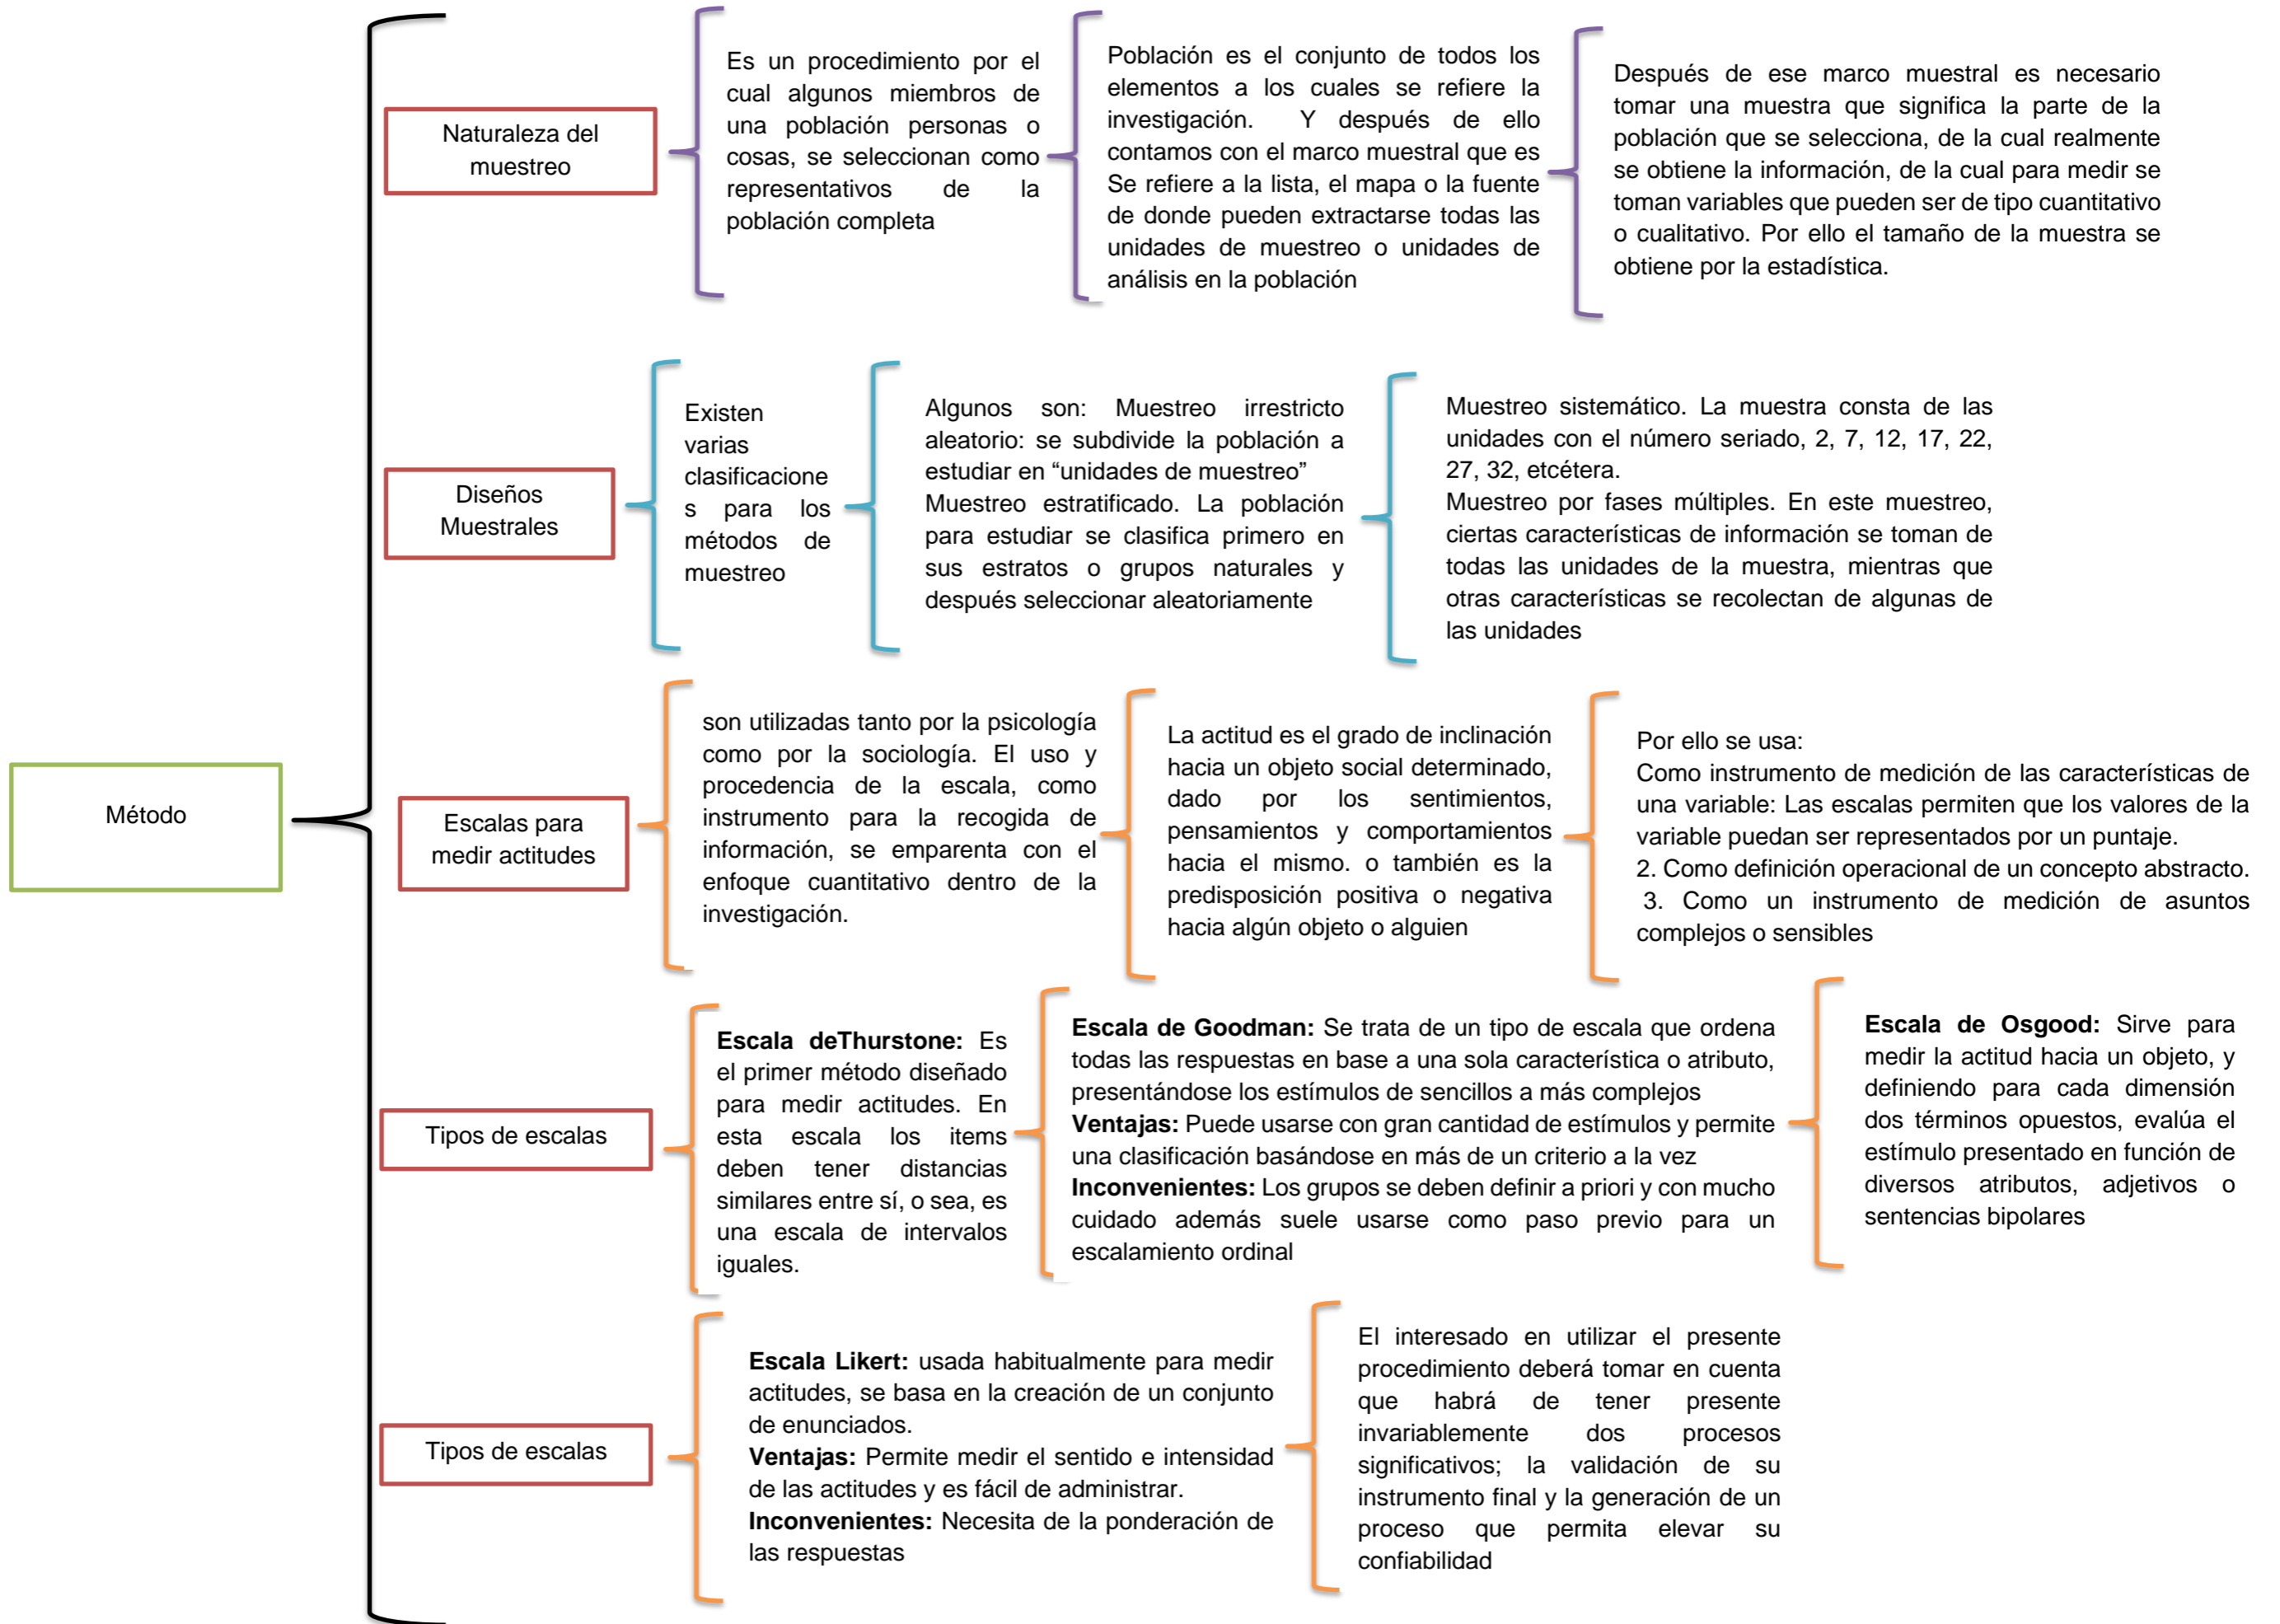 Método
Naturaleza del
muestreo
Es un procedimiento por el
cual algunos miembros de
una población personas o
cosas, se seleccionan como
representativos de la
población completa
Población es el conjunto de todos los
elementos a los cuales se refiere la
investigación. Y después de ello
contamos con el marco muestral que es
Se refiere a la lista, el mapa o la fuente
de donde pueden extractarse todas las
unidades de muestreo o unidades de
análisis en la población
Después de ese marco muestral es necesario
tomar una muestra que significa la parte de la
población que se selecciona, de la cual realmente
se obtiene la información, de la cual para medir se
toman variables que pueden ser de tipo cuantitativo
o cualitativo. Por ello el tamaño de la muestra se
obtiene por la estadística.
Diseños
Muestrales
Existen
varias
clasificacione
s para los
métodos de
muestreo
Algunos son: Muestreo irrestricto
aleatorio: se subdivide la población a
estudiar en “unidades de muestreo”
Muestreo estratificado. La población
para estudiar se clasifica primero en
sus estratos o grupos naturales y
después seleccionar aleatoriamente
Muestreo sistemático. La muestra consta de las
unidades con el número seriado, 2, 7, 12, 17, 22,
27, 32, etcétera.
Muestreo por fases múltiples. En este muestreo,
ciertas características de información se toman de
todas las unidades de la muestra, mientras que
otras características se recolectan de algunas de
las unidades
Escalas para
medir actitudes
son utilizadas tanto por la psicología
como por la sociología. El uso y
procedencia de la escala, como
instrumento para la recogida de
información, se emparenta con el
enfoque cuantitativo dentro de la
investigación.
La actitud es el grado de inclinación
hacia un objeto social determinado,
dado por los sentimientos,
pensamientos y comportamientos
hacia el mismo. o también es la
predisposición positiva o negativa
hacia algún objeto o alguien
Por ello se usa:
Como instrumento de medición de las características de
una variable: Las escalas permiten que los valores de la
variable puedan ser representados por un puntaje.
2. Como definición operacional de un concepto abstracto.
3. Como un instrumento de medición de asuntos
complejos o sensibles
Tipos de escalas
Escala deThurstone: Es
el primer método diseñado
para medir actitudes. En
esta escala los items
deben tener distancias
similares entre sí, o sea, es
una escala de intervalos
iguales.
Escala de Goodman: Se trata de un tipo de escala que ordena
todas las respuestas en base a una sola característica o atributo,
presentándose los estímulos de sencillos a más complejos
Ventajas: Puede usarse con gran cantidad de estímulos y permite
una clasificación basándose en más de un criterio a la vez
Inconvenientes: Los grupos se deben definir a priori y con mucho
cuidado además suele usarse como paso previo para un
escalamiento ordinal
Escala de Osgood: Sirve para
medir la actitud hacia un objeto, y
definiendo para cada dimensión
dos términos opuestos, evalúa el
estímulo presentado en función de
diversos atributos, adjetivos o
sentencias bipolares
Tipos de escalas
Escala Likert: usada habitualmente para medir
actitudes, se basa en la creación de un conjunto
de enunciados.
Ventajas: Permite medir el sentido e intensidad
de las actitudes y es fácil de administrar.
Inconvenientes: Necesita de la ponderación de
las respuestas
El interesado en utilizar el presente
procedimiento deberá tomar en cuenta
que habrá de tener presente
invariablemente dos procesos
significativos; la validación de su
instrumento final y la generación de un
proceso que permita elevar su
confiabilidad